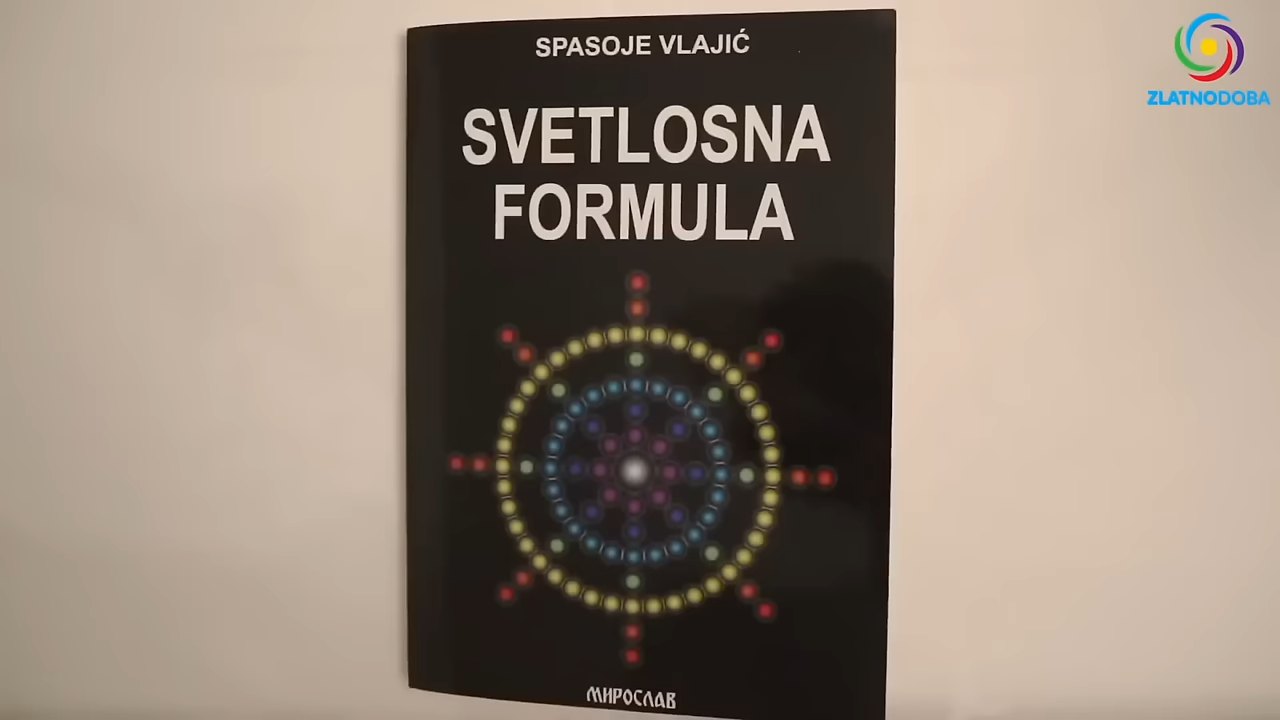 SPASOJE VLAJIĆ
SVETLOSNA
FORMULA
МИРОСЛАВ
ZLATNODOBA